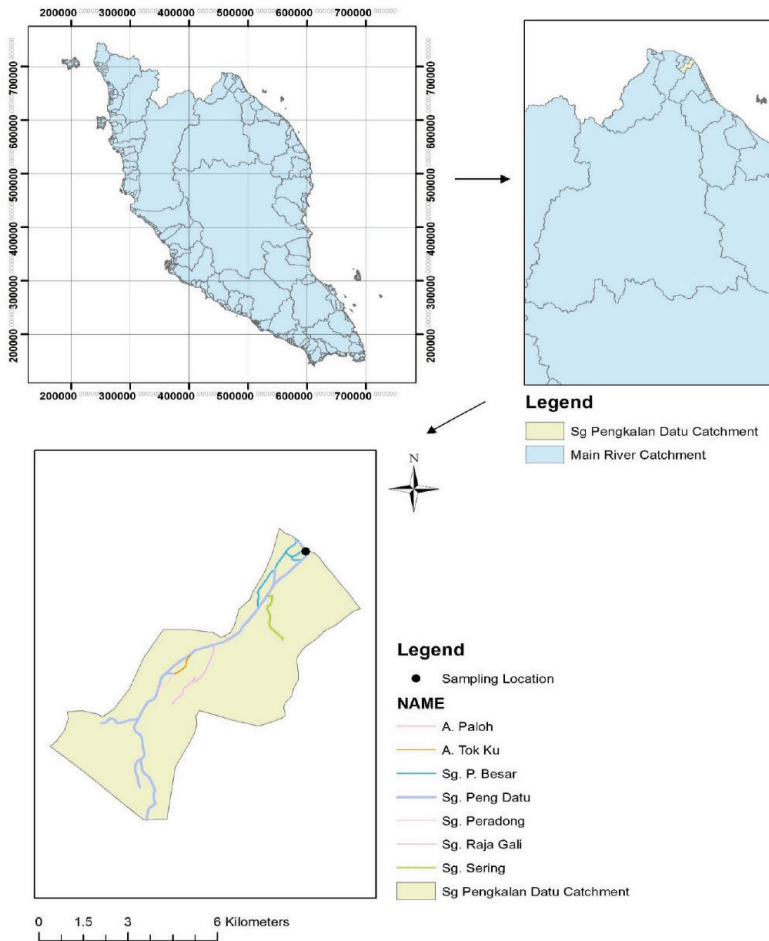 200000 300000 400000 500000 600000 700000
700000
600000
500000
400000
300000
200000
700000
600000
500000
400000
300000
200000
200000 300000 400000 500000 600000 700000
Legend
Sg Pengkalan Datu Catchment
Main River Catchment
N
Legend
Sampling Location
NAME
A. Paloh
A. Tok Ku
Sg. P. Besar
Sg. Peng Datu
Sg. Peradong
Sg. Raja Gali
Sg. Sering
Sg Pengkalan Datu Catchment
0 1.5 3 6 Kilometers